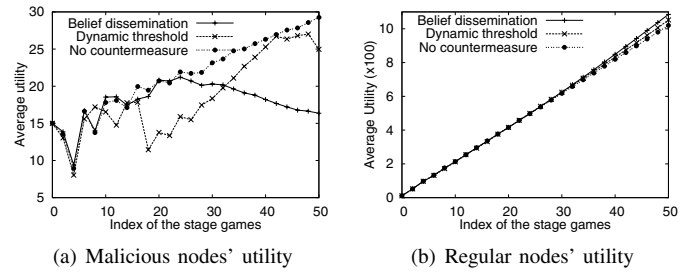 Belief dissemination
Dynamic threshold
No countermeasure
Average utility
30
25
20
15
10
5
0 10 20 30 40 50
Index of the stage games
(a) Malicious nodes' utility
Regular nodes
Belief dissemination
Dynamic threshold
No countermeasure
Average Utility (x100)
12
10
8
6
4
2
0
0 10 20 30 40 50
Index of the stage games
(b) Regular nodes' utility